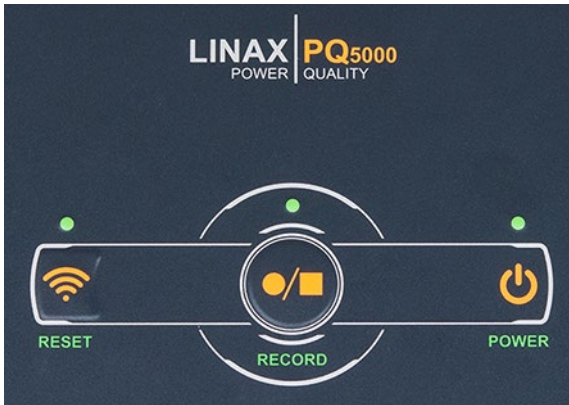 LINAX PQ5000
POWER QUALITY
RESET
RECORD
POWER